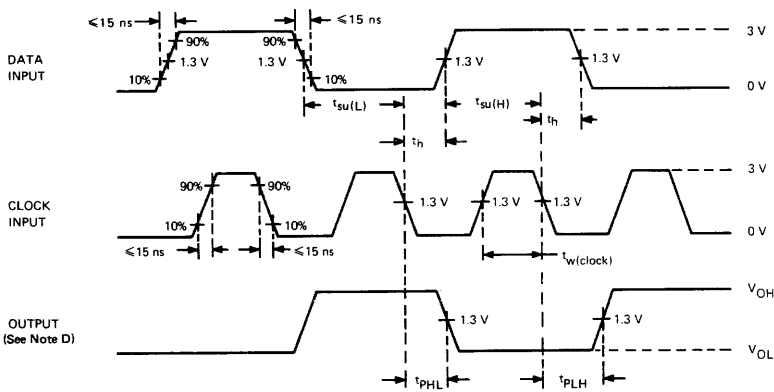 ≤15 ns
≤15 ns
90%
90%
3 V
DATA
INPUT
1.3 V
1.3 V
1.3 V
1.3 V
10%
10%
0 V
tsu(L)
tsu(H)
th
th
3 V
CLOCK
INPUT
90%
90%
1.3 V
1.3 V
1.3 V
10%
10%
0 V
≤15 ns
≤15 ns
tw(clock)
VOH
OUTPUT
(See Note D)
1.3 V
1.3 V
VOL
tPHL
tPLH